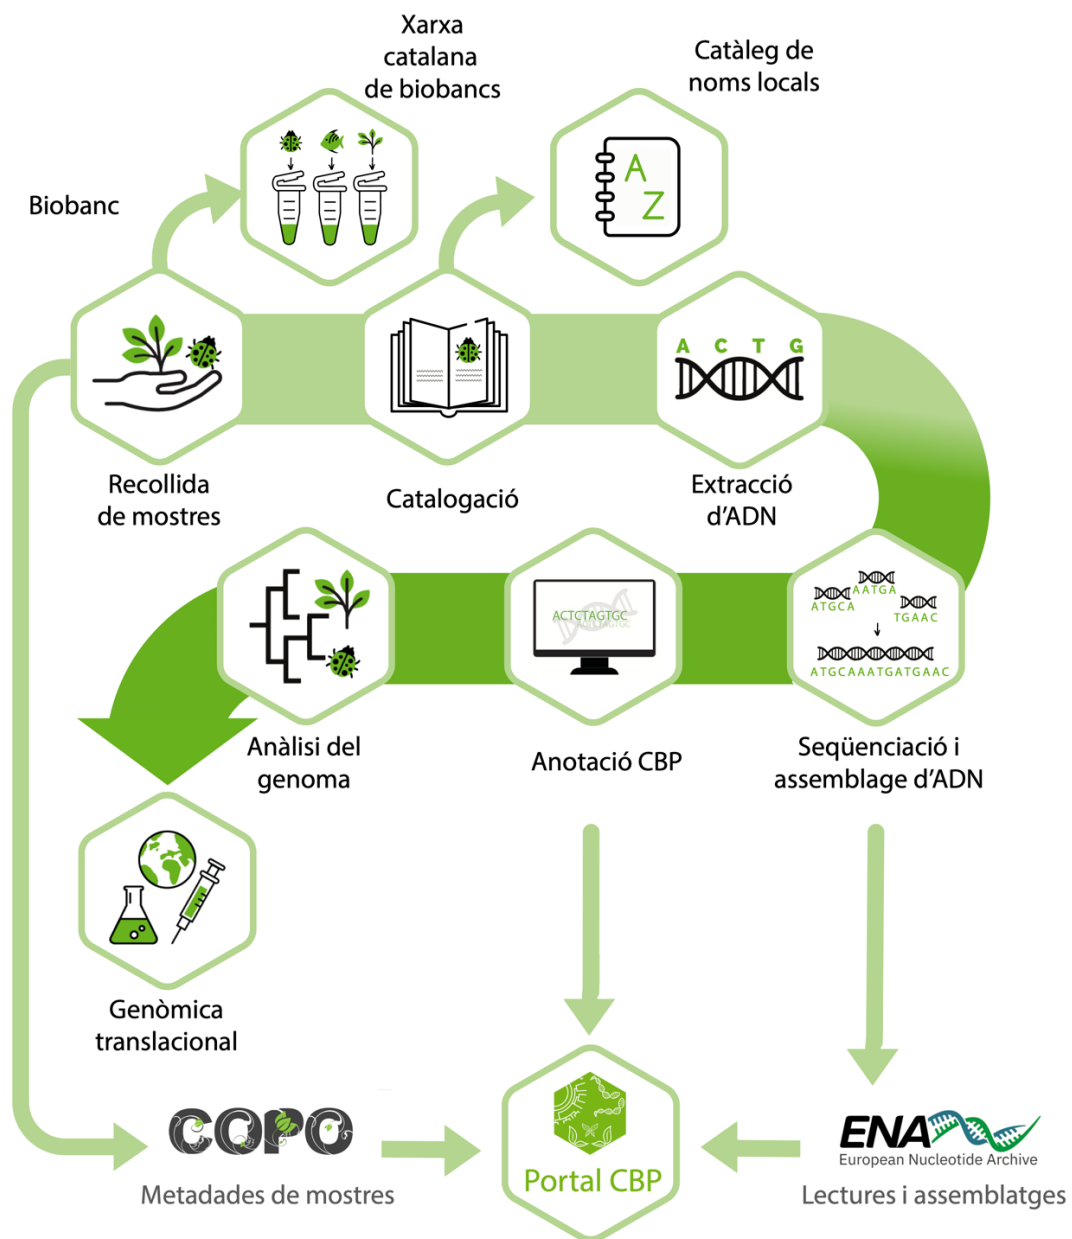 Xarxa
catalana
de biobancs
Catàleg de
noms locals
A
Z
Biobanc
A C T G
Recollida
de mostres
Catalogació
Extracció
d'ADN
ACTCTAGTGC
AATGA
ATGCA
TGAAC
ATGCAAATGATGAAC
Anàlisi del
genoma
Anotació CBP
Seqüenciació i
assemblage d'ADN
Genòmica
translacional
COPO
Metadades de mostres
Portal CBP
ENA
European Nucleotide Archive
Lectures i assemblatges